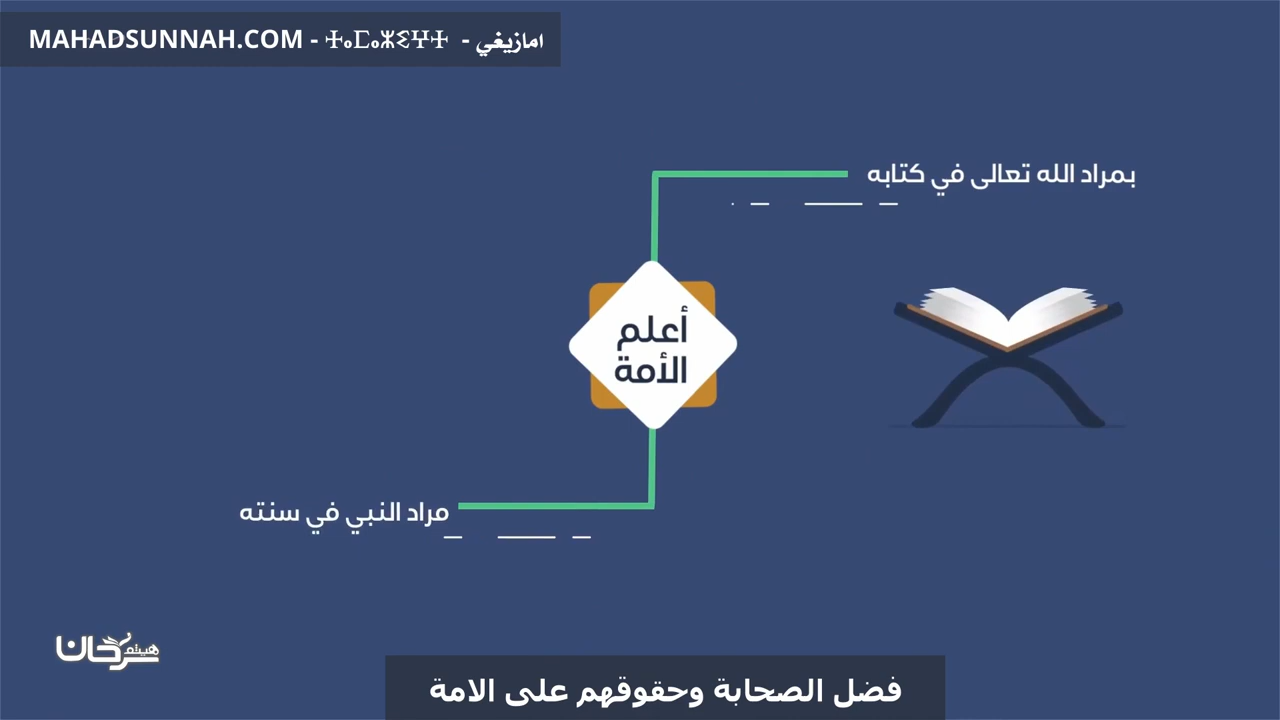 MAHADSUNNAH.COM - ⵜⴰⵎⴰⵣⵉⵖⵜ - امازيغي
بمراد الله تعالى في كتابه
أعلم
الأمة
مراد النبي في سنته
هيثم سرحان
فضل الصحابة وحقوقهم على الامة